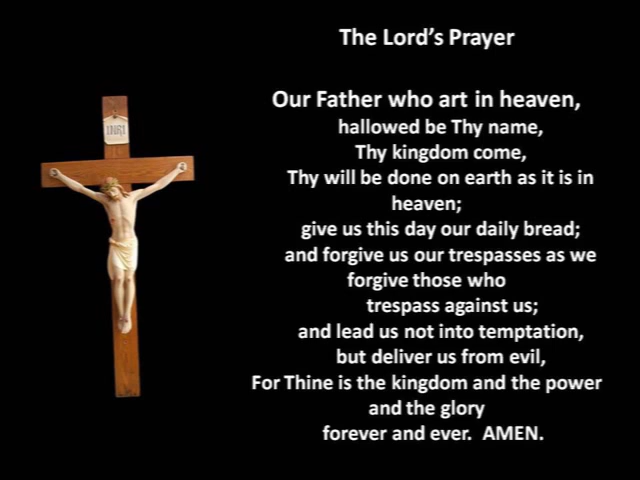 The Lord's Prayer
Our Father who art in heaven,
hallowed be Thy name,
Thy kingdom come,
Thy will be done on earth as it is in
heaven;
give us this day our daily bread;
and forgive us our trespasses as we
forgive those who
trespass against us;
and lead us not into temptation,
but deliver us from evil,
For Thine is the kingdom and the power
and the glory
forever and ever.  AMEN.
INRI